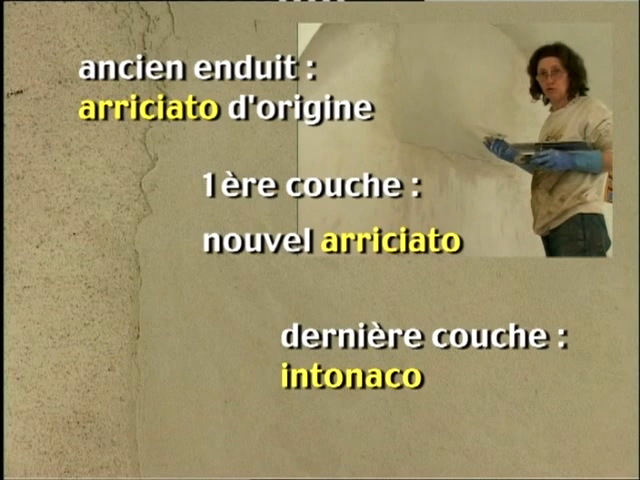 ancien enduit :
arriciato d'origine
1ère couche :
nouvel arriciato
dernière couche :
intonaco